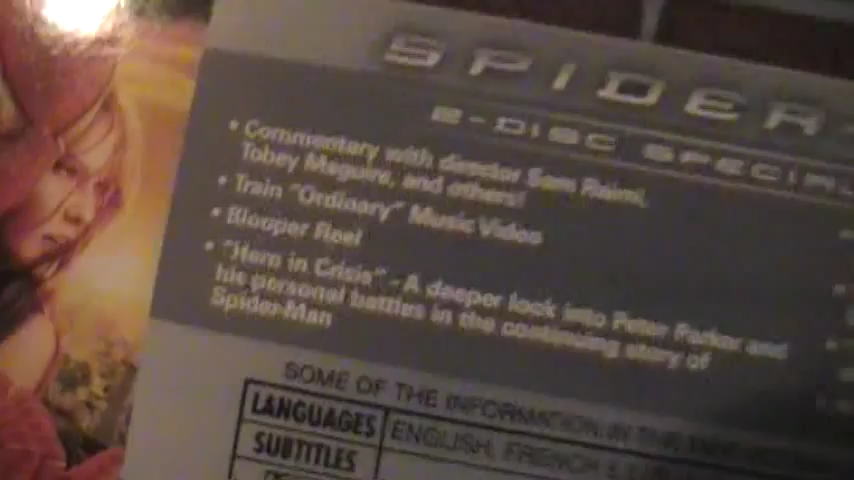 SPIDER-
2-DISC SPECIAL
• Commentary with director Sam Raimi,
Tobey Maguire, and others!
• Train "Ordinary" Music Video
• Blooper Reel
• "Hero in Crisis" - A deeper look into Peter Parker and
his personal battles in the continuing story of
Spider-Man
SOME OF THE INFORMATION IN THE
LANGUAGES ENGLISH, FRENCH
SUBTITLES